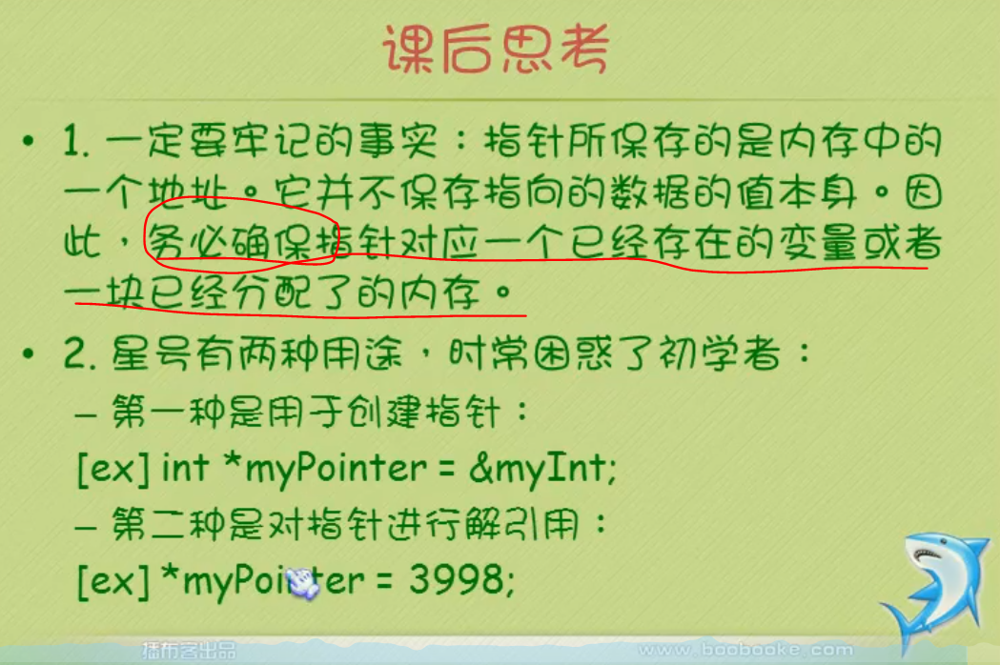 课后思考
• 1. 一定要牢记的事实：指针所保存的是内存中的
一个地址。它并不保存指向的数据的值本身。因
此，务必确保指针对应一个已经存在的变量或者
一块已经分配了的内存。
• 2. 星号有两种用途，时常困惑了初学者：
– 第一种是用于创建指针：
[ex] int *myPointer = &myInt;
– 第二种是对指针进行解引用：
[ex] *myPointer = 3998;
播布客出品
www.boobooke.com